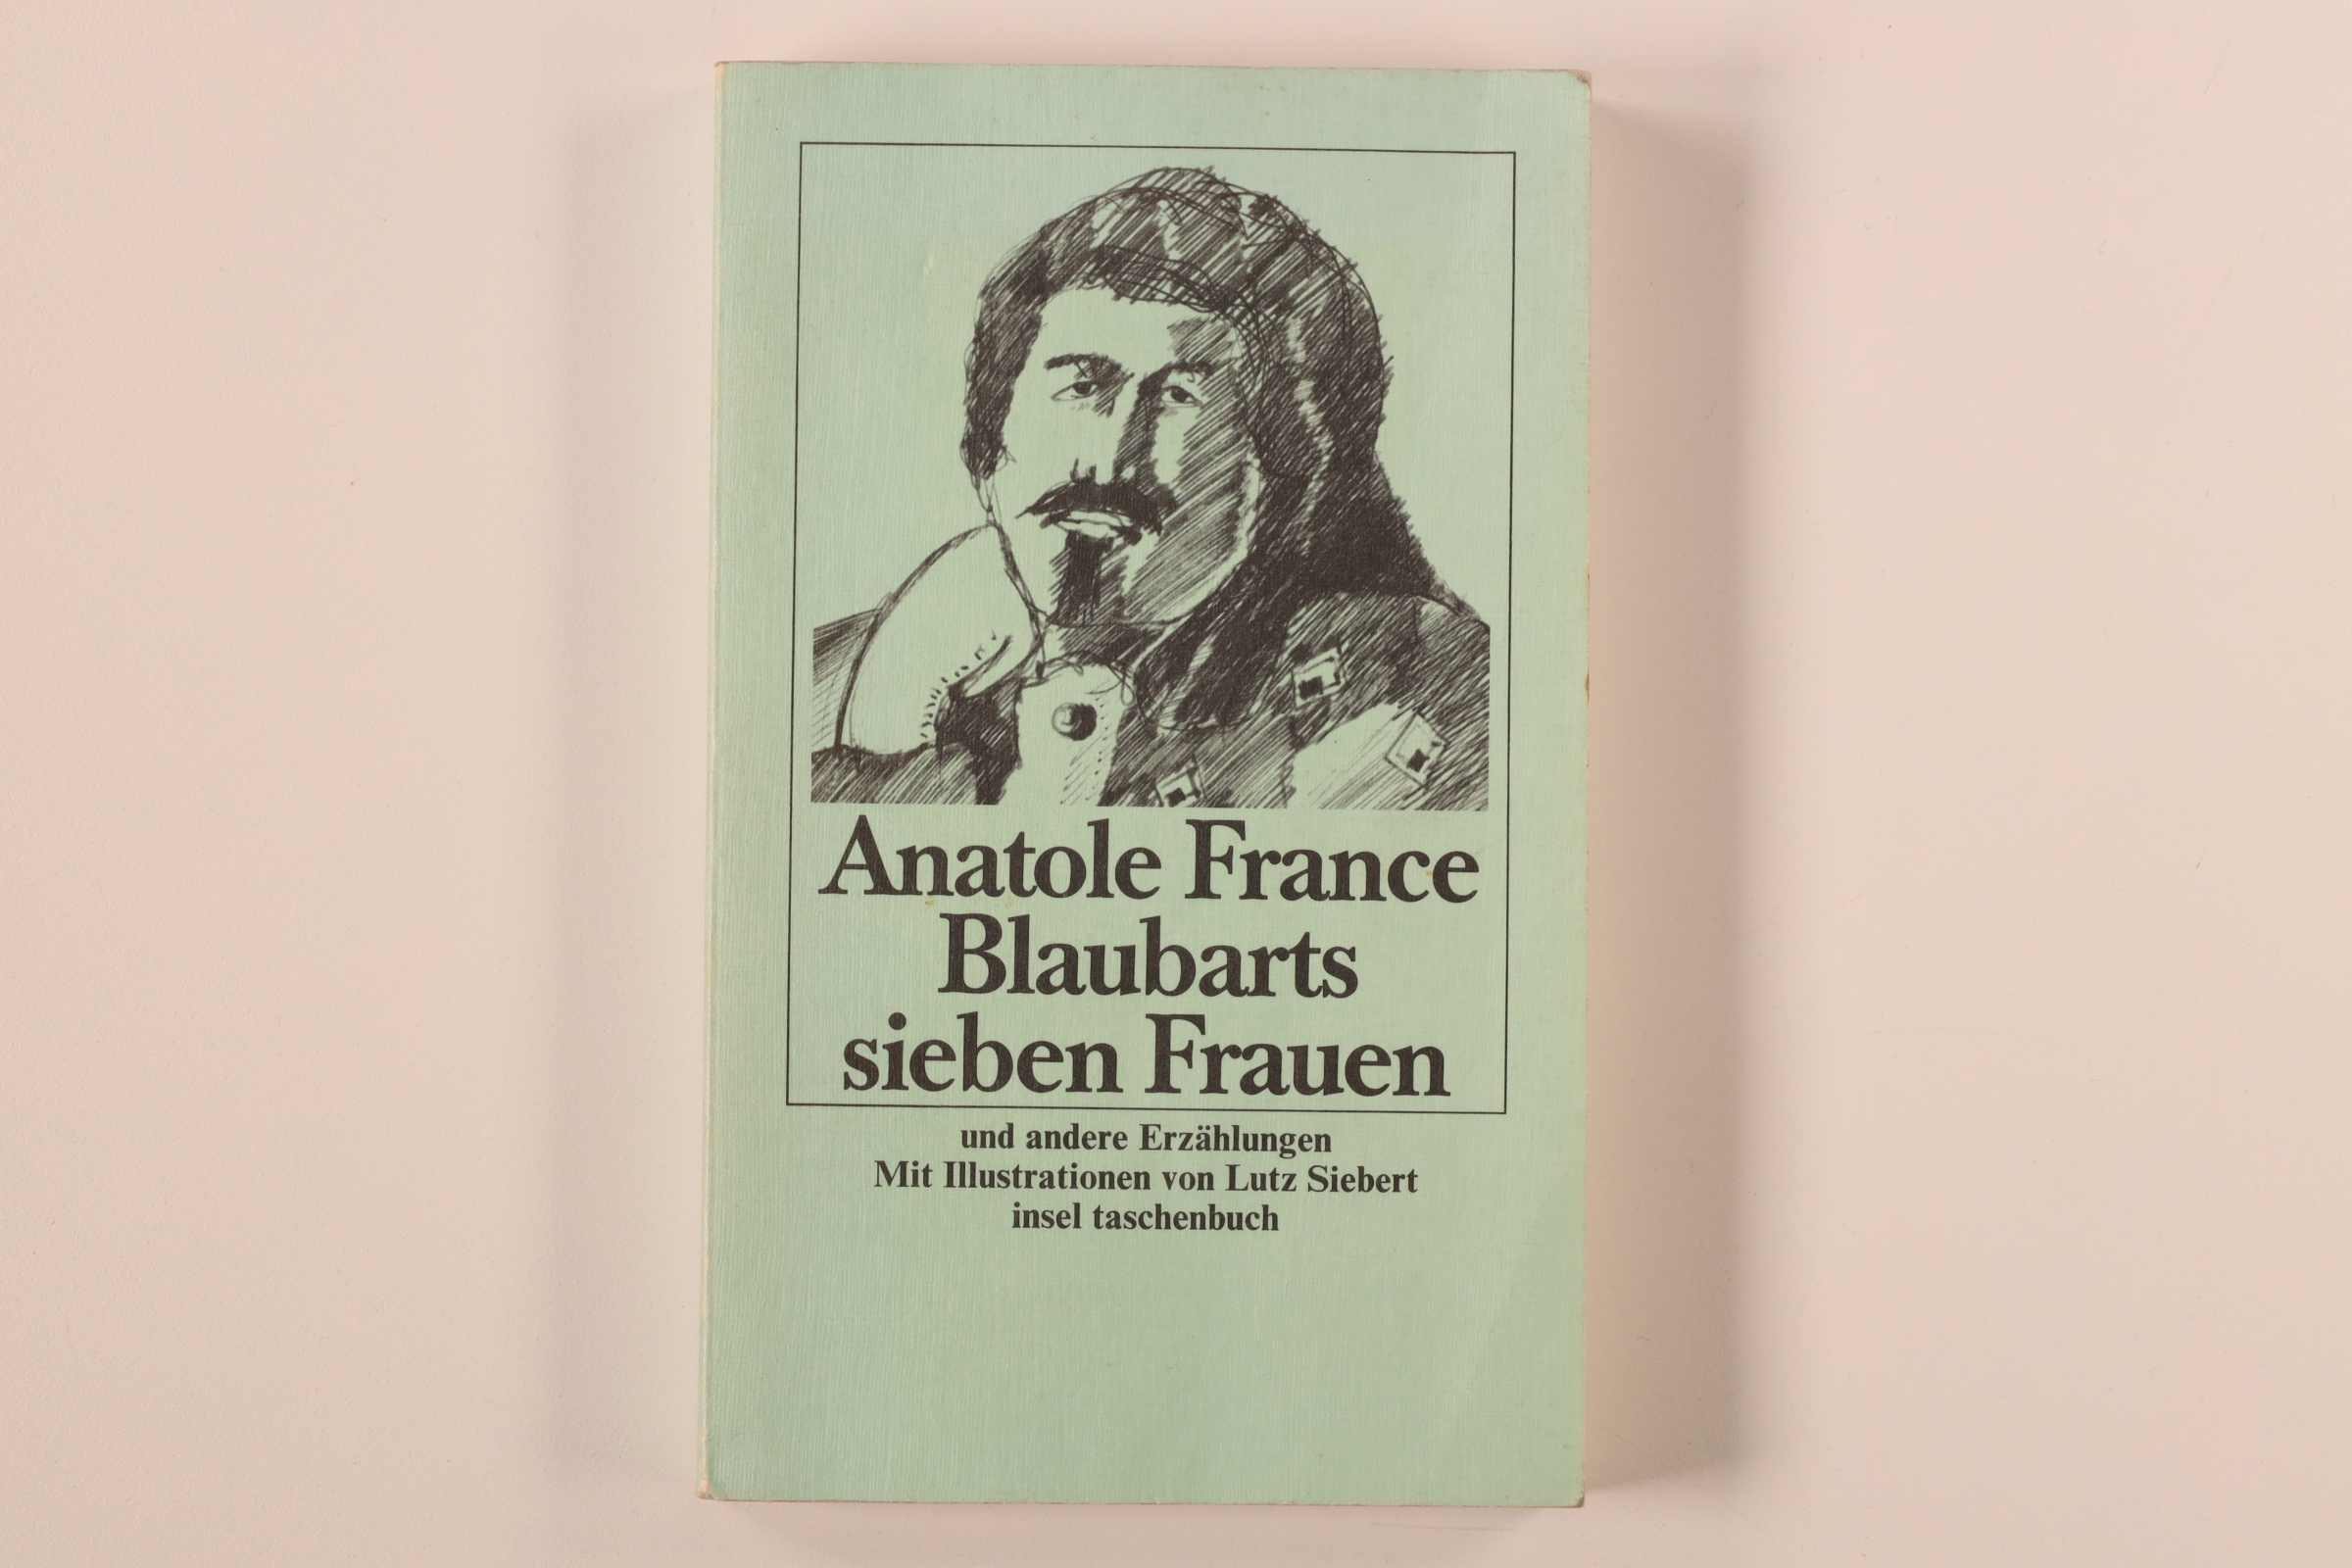 Anatole France
Blaubarts
sieben Frauen
und andere Erzählungen
Mit Illustrationen von Lutz Siebert
insel taschenbuch